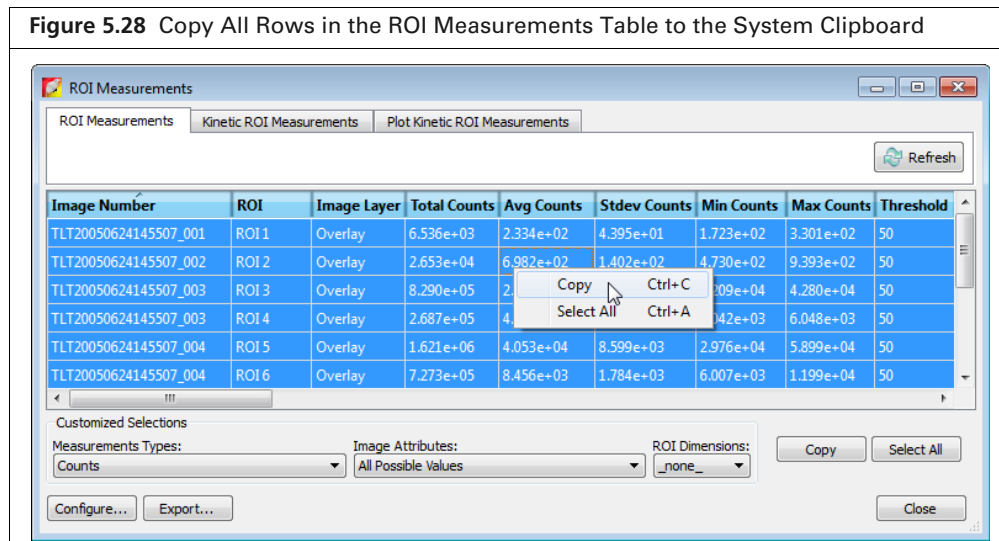 Figure 5.28 Copy All Rows in the ROI Measurements Table to the System Clipboard
ROI Measurements
ROI Measurements Kinetic ROI Measurements Plot Kinetic ROI Measurements
Refresh
Image Number ROI Image Layer Total Counts Avg Counts Stdev Counts Min Counts Max Counts Threshold
TLT20050624145507_001 ROI 1 Overlay 6.536e+03 2.334e+02 4.395e+01 1.723e+02 3.301e+02 50
TLT20050624145507_002 ROI 2 Overlay 2.653e+04 6.982e+02 1.402e+02 4.730e+02 9.393e+02 50
TLT20050624145507_003 ROI 3 Overlay 8.290e+05 2. 209e+04 4.280e+04 50
Copy Ctrl+C
Select All Ctrl+A
TLT20050624145507_003 ROI 4 Overlay 2.687e+05 4. 042e+03 6.048e+03 50
TLT20050624145507_004 ROI 5 Overlay 1.621e+06 4.053e+04 8.599e+03 2.976e+04 5.899e+04 50
TLT20050624145507_004 ROI 6 Overlay 7.273e+05 8.456e+03 1.784e+03 6.007e+03 1.199e+04 50
Customized Selections
Measurements Types: Image Attributes: ROI Dimensions:
Counts All Possible Values _none_ Copy Select All
Configure... Export... Close